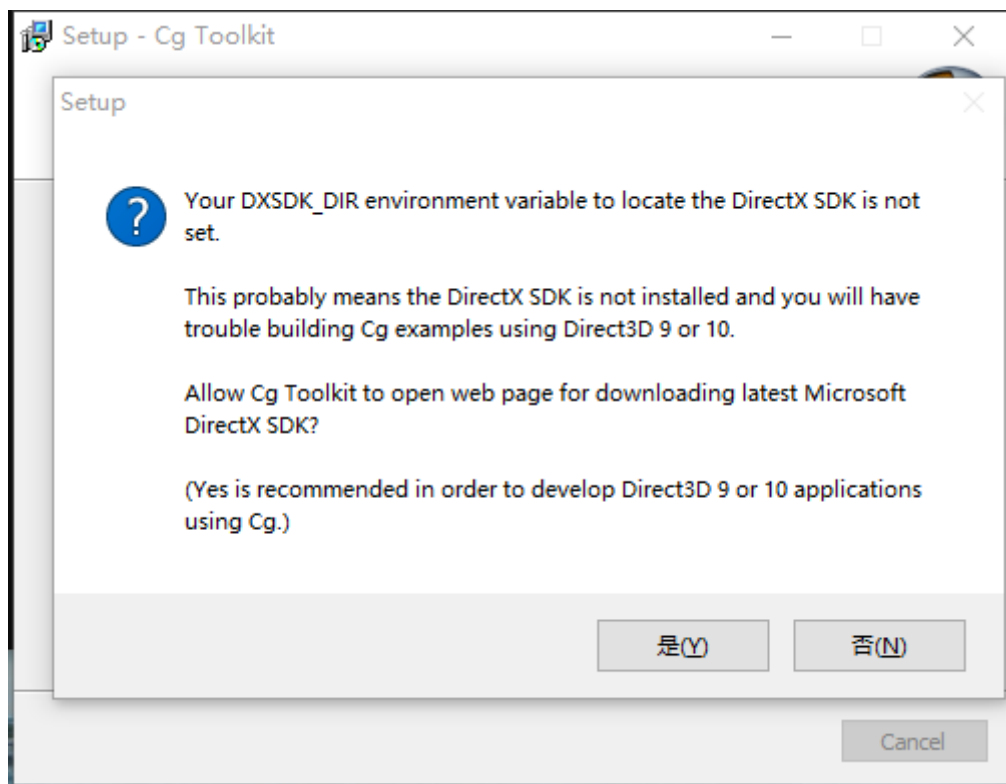 Setup - Cg Toolkit
Setup
Your DXSDK_DIR environment variable to locate the DirectX SDK is not
set.
This probably means the DirectX SDK is not installed and you will have
trouble building Cg examples using Direct3D 9 or 10.
Allow Cg Toolkit to open web page for downloading latest Microsoft
DirectX SDK?
(Yes is recommended in order to develop Direct3D 9 or 10 applications
using Cg.)
是(Y)
否(N)
Cancel